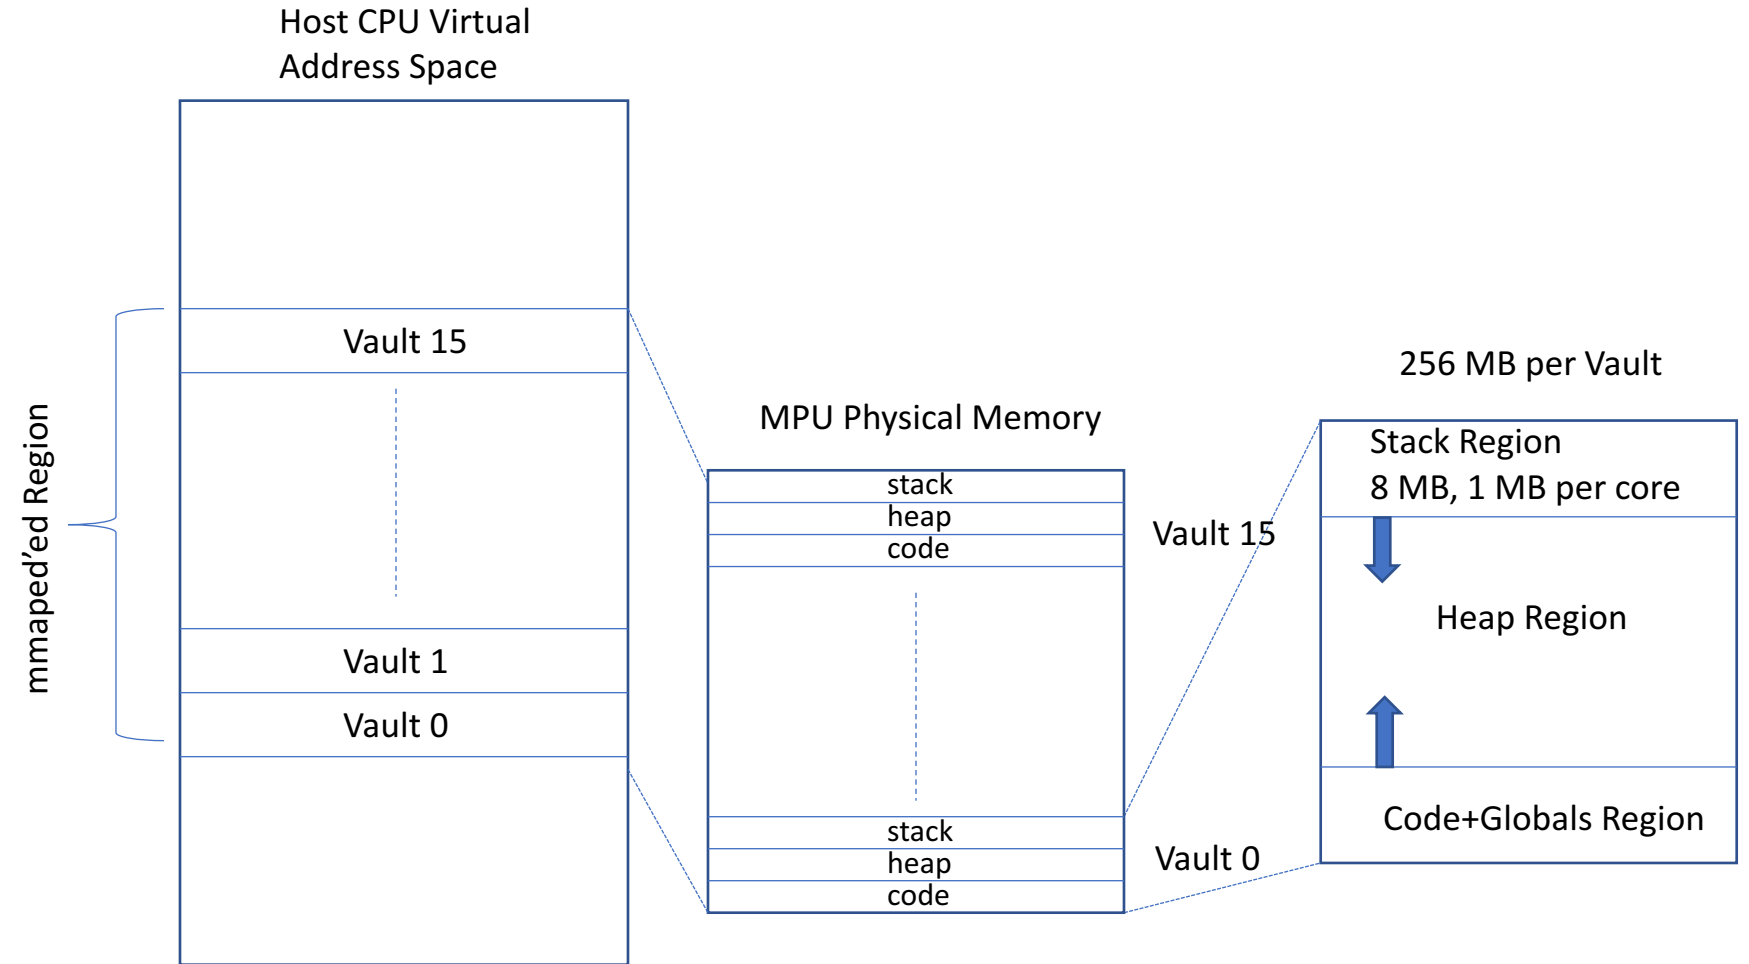 Host CPU Virtual
Address Space
mmaped’ed Region
Vault 15
Vault 1
Vault 0
MPU Physical Memory
stack
heap
code
Vault 15
stack
heap
code
Vault 0
256 MB per Vault
Stack Region
8 MB, 1 MB per core
Heap Region
Code+Globals Region